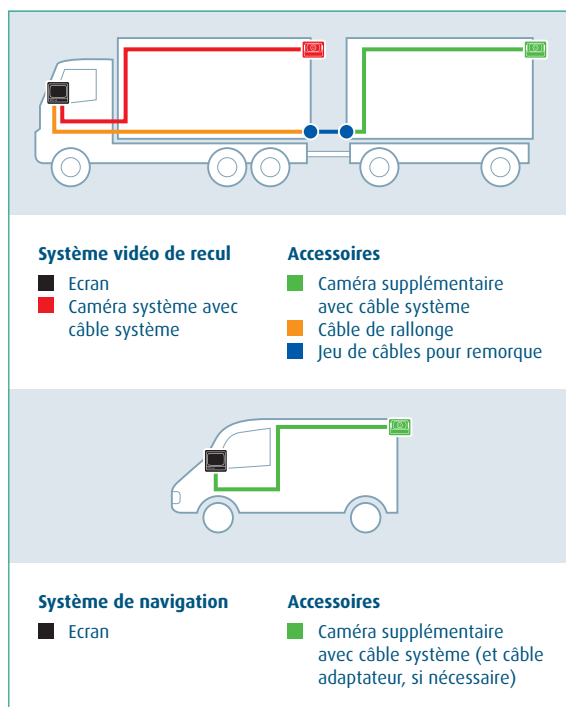 Système vidéo de recul
Ecran
Caméra système avec
câble système
Accessoires
Caméra supplémentaire
avec câble système
Câble de rallonge
Jeu de câbles pour remorque
Système de navigation
Ecran
Accessoires
Caméra supplémentaire
avec câble système (et câble
adaptateur, si nécessaire)